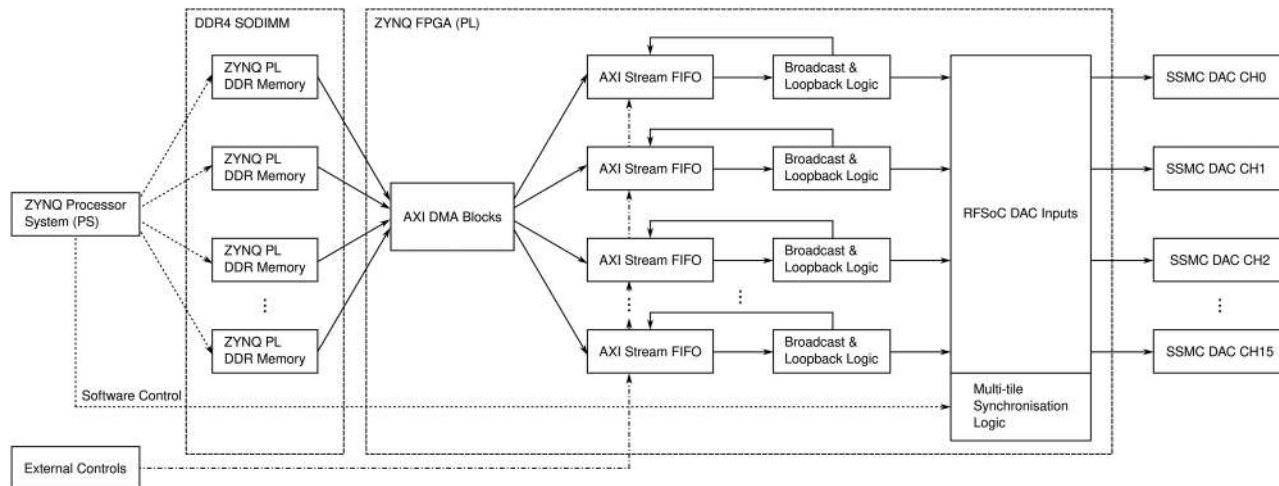 DDR4 SODIMM
ZYNQ FPGA (PL)
ZYNQ PL
DDR Memory
AXI Stream FIFO
Broadcast &
Loopback Logic
SSMC DAC CH0
ZYNQ PL
DDR Memory
AXI Stream FIFO
Broadcast &
Loopback Logic
SSMC DAC CH1
ZYNQ Processor
System (PS)
AXI DMA Blocks
RFSoC DAC Inputs
ZYNQ PL
DDR Memory
AXI Stream FIFO
Broadcast &
Loopback Logic
SSMC DAC CH2
ZYNQ PL
DDR Memory
AXI Stream FIFO
Broadcast &
Loopback Logic
SSMC DAC CH15
Software Control
Multi-tile
Synchronisation
Logic
External Controls